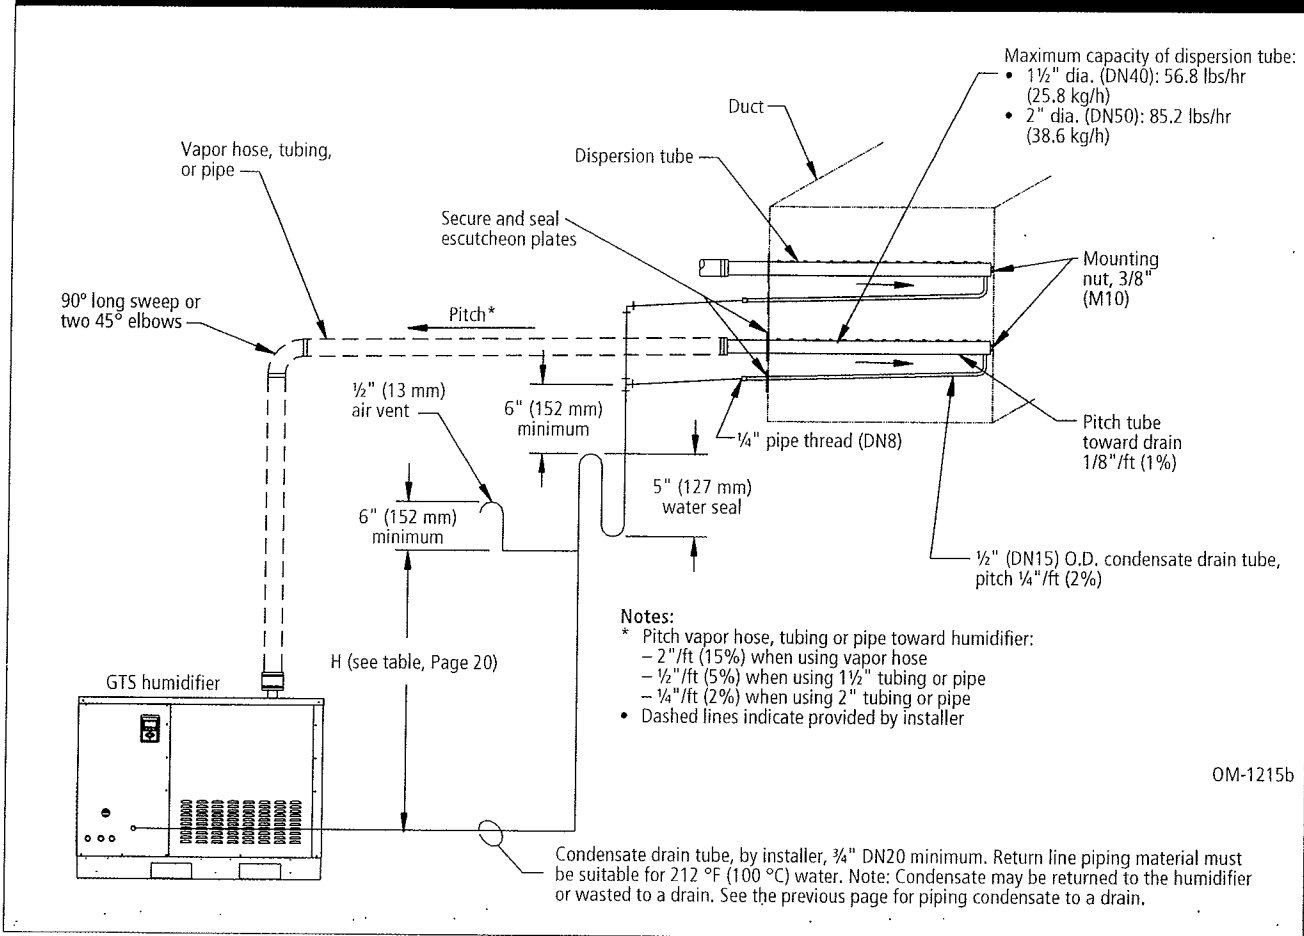 Maximum capacity of dispersion tube:
• 1½" dia. (DN40): 56.8 lbs/hr
(25.8 kg/h)
• 2" dia. (DN50): 85.2 lbs/hr
(38.6 kg/h)
Duct
Vapor hose, tubing,
or pipe
Dispersion tube
Secure and seal
escutcheon plates
Mounting
nut, 3/8"
(M10)
90° long sweep or
two 45° elbows
Pitch*
½" (13 mm)
air vent
6" (152 mm)
minimum
¼" pipe thread (DN8)
Pitch tube
toward drain
1/8"/ft (1%)
5" (127 mm)
water seal
6" (152 mm)
minimum
½" (DN15) O.D. condensate drain tube,
pitch ¼"/ft (2%)
H (see table, Page 20)
GTS humidifier
Notes:
* Pitch vapor hose, tubing or pipe toward humidifier:
– 2"/ft (15%) when using vapor hose
– ½"/ft (5%) when using 1½" tubing or pipe
– ¼"/ft (2%) when using 2" tubing or pipe
• Dashed lines indicate provided by installer
OM-1215b
Condensate drain tube, by installer, ¾" DN20 minimum. Return line piping material must
be suitable for 212 °F (100 °C) water. Note: Condensate may be returned to the humidifier
or wasted to a drain. See the previous page for piping condensate to a drain.